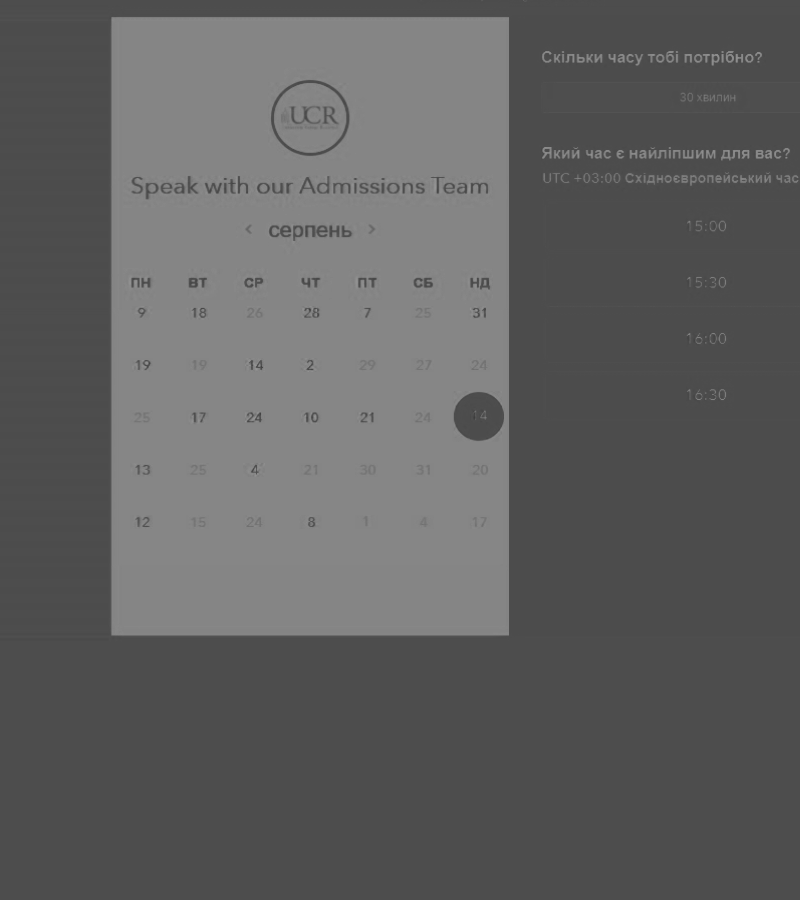 UCR
Speak with our Admissions Team
< серпень >
ПН ВТ СР ЧТ ПТ СБ НД
9 18 26 28 7 25 31
19 19 14 2 29 27 24
25 17 24 10 21 24 14
13 25 4 21 30 31 20
12 15 24 8 1 4 17
Скільки часу тобі потрібно?
30 хвилин
Який час є найліпшим для вас?
UTC +03:00 Східноєвропейський час
15:00
15:30
16:00
16:30